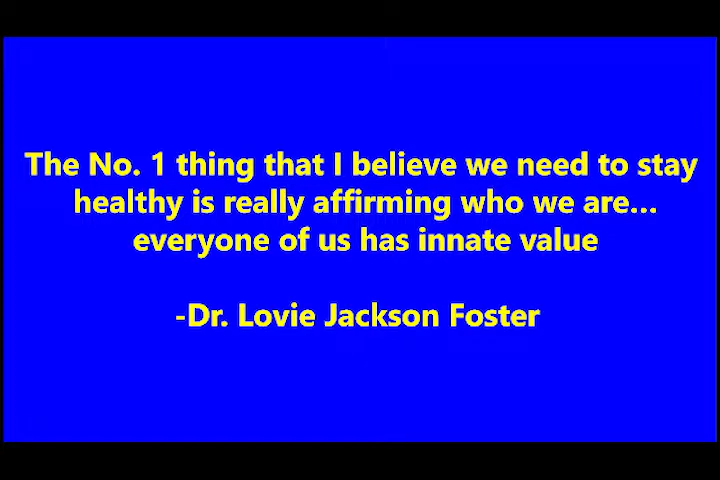 The No. 1 thing that I believe we need to stay
healthy is really affirming who we are...
everyone of us has innate value
-Dr. Lovie Jackson Foster